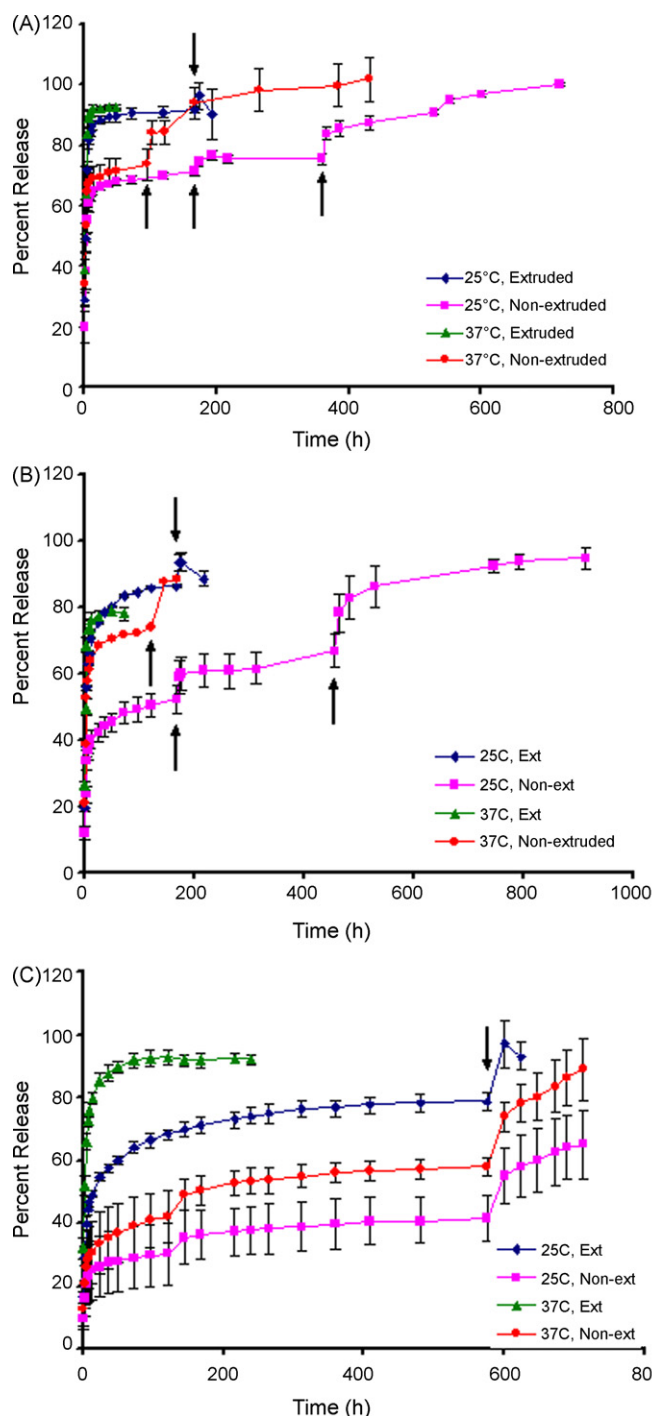 (A)
120
100
80
60
40
20
0
Percent Release
25°C, Extruded
25°C, Non-extruded
37°C, Extruded
37°C, Non-extruded
0 200 400 600 800
Time (h)
(B)
120
100
80
60
40
20
0
Percent Release
25C, Ext
25C, Non-ext
37C, Ext
37C, Non-extruded
0 200 400 600 800 1000
Time (h)
(C)
120
100
80
60
40
20
0
Percent Release
25C, Ext
25C, Non-ext
37C, Ext
37C, Non-ext
0 200 400 600 80
Time (h)